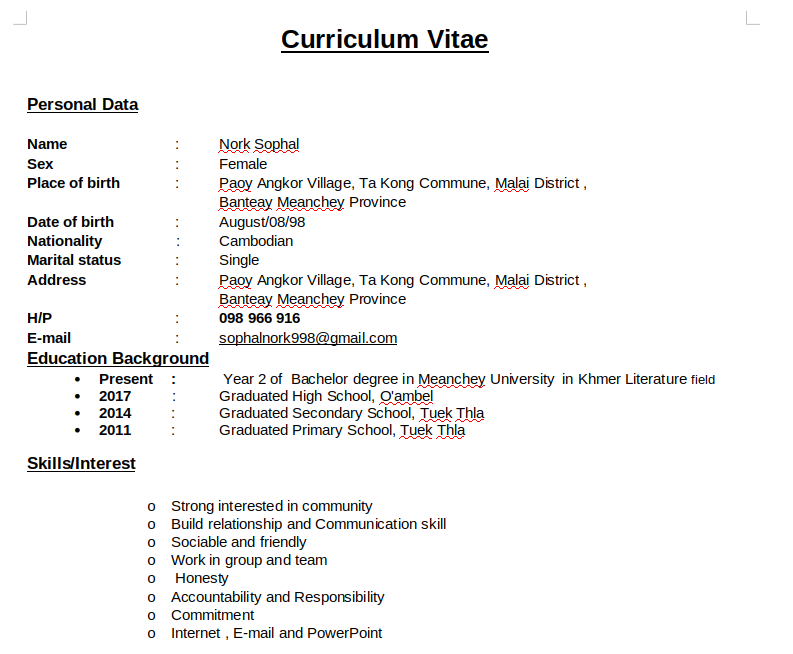 Curriculum Vitae
Personal Data
Name : Nork Sophal
Sex : Female
Place of birth : Paoy Angkor Village, Ta Kong Commune, Malai District ,
Banteay Meanchey Province
Date of birth : August/08/98
Nationality : Cambodian
Marital status : Single
Address : Paoy Angkor Village, Ta Kong Commune, Malai District ,
Banteay Meanchey Province
H/P : 098 966 916
E-mail : sophalnork998@gmail.com
Education Background
• Present : Year 2 of Bachelor degree in Meanchey University in Khmer Literature field
• 2017 : Graduated High School, O'ambel
• 2014 : Graduated Secondary School, Tuek Thla
• 2011 : Graduated Primary School, Tuek Thla
Skills/Interest
o Strong interested in community
o Build relationship and Communication skill
o Sociable and friendly
o Work in group and team
o Honesty
o Accountability and Responsibility
o Commitment
o Internet , E-mail and PowerPoint